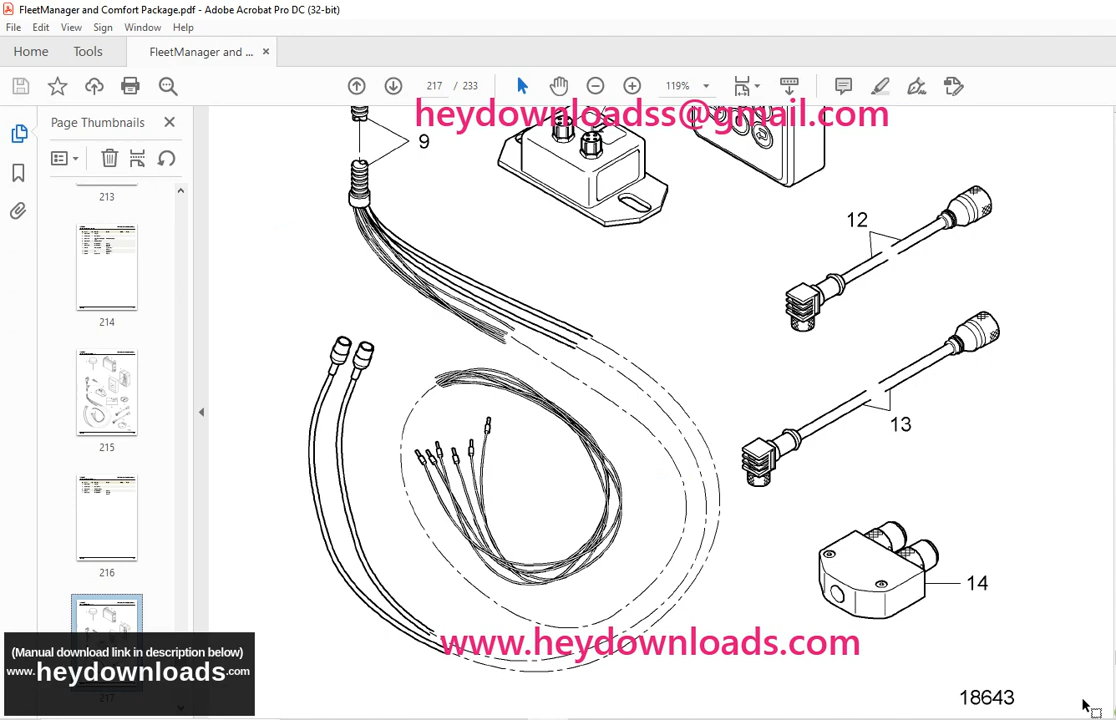 FleetManager and Comfort Package.pdf - Adobe Acrobat Pro DC (32-bit)
File Edit View Sign Window Help
Home Tools FleetManager and ... ×
217 / 233 119%
heydownloadss@gmail.com
Page Thumbnails
213
214
215
216
217
9
12
13
14
www.heydownloads.com
18643
(Manual download link in description below)
www.heydownloads.com